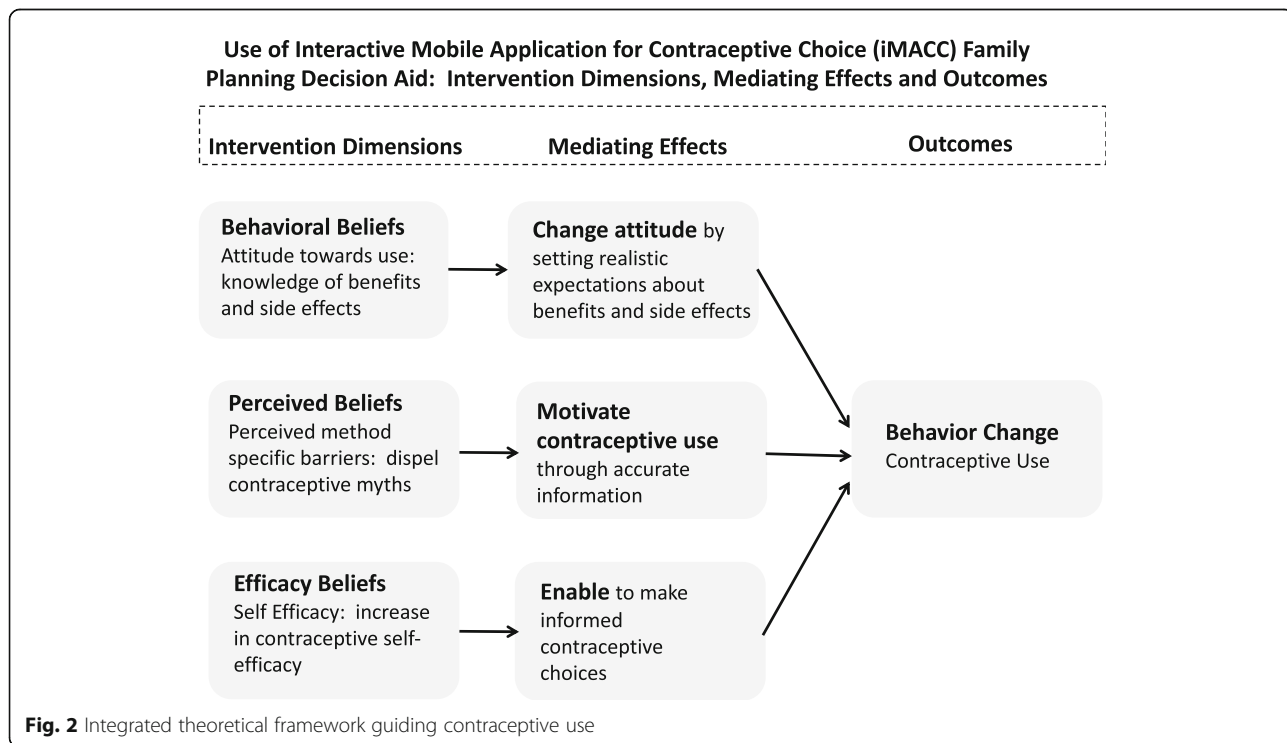 Use of Interactive Mobile Application for Contraceptive Choice (iMACC) Family
Planning Decision Aid: Intervention Dimensions, Mediating Effects and Outcomes
Intervention Dimensions
Mediating Effects
Outcomes
Behavioral Beliefs
Attitude towards use:
knowledge of benefits
and side effects
Change attitude by
setting realistic
expectations about
benefits and side effects
Perceived Beliefs
Perceived method
specific barriers: dispel
contraceptive myths
Motivate
contraceptive use
through accurate
information
Behavior Change
Contraceptive Use
Efficacy Beliefs
Self Efficacy: increase
in contraceptive self-
efficacy
Enable to make
informed
contraceptive
choices
Fig. 2 Integrated theoretical framework guiding contraceptive use